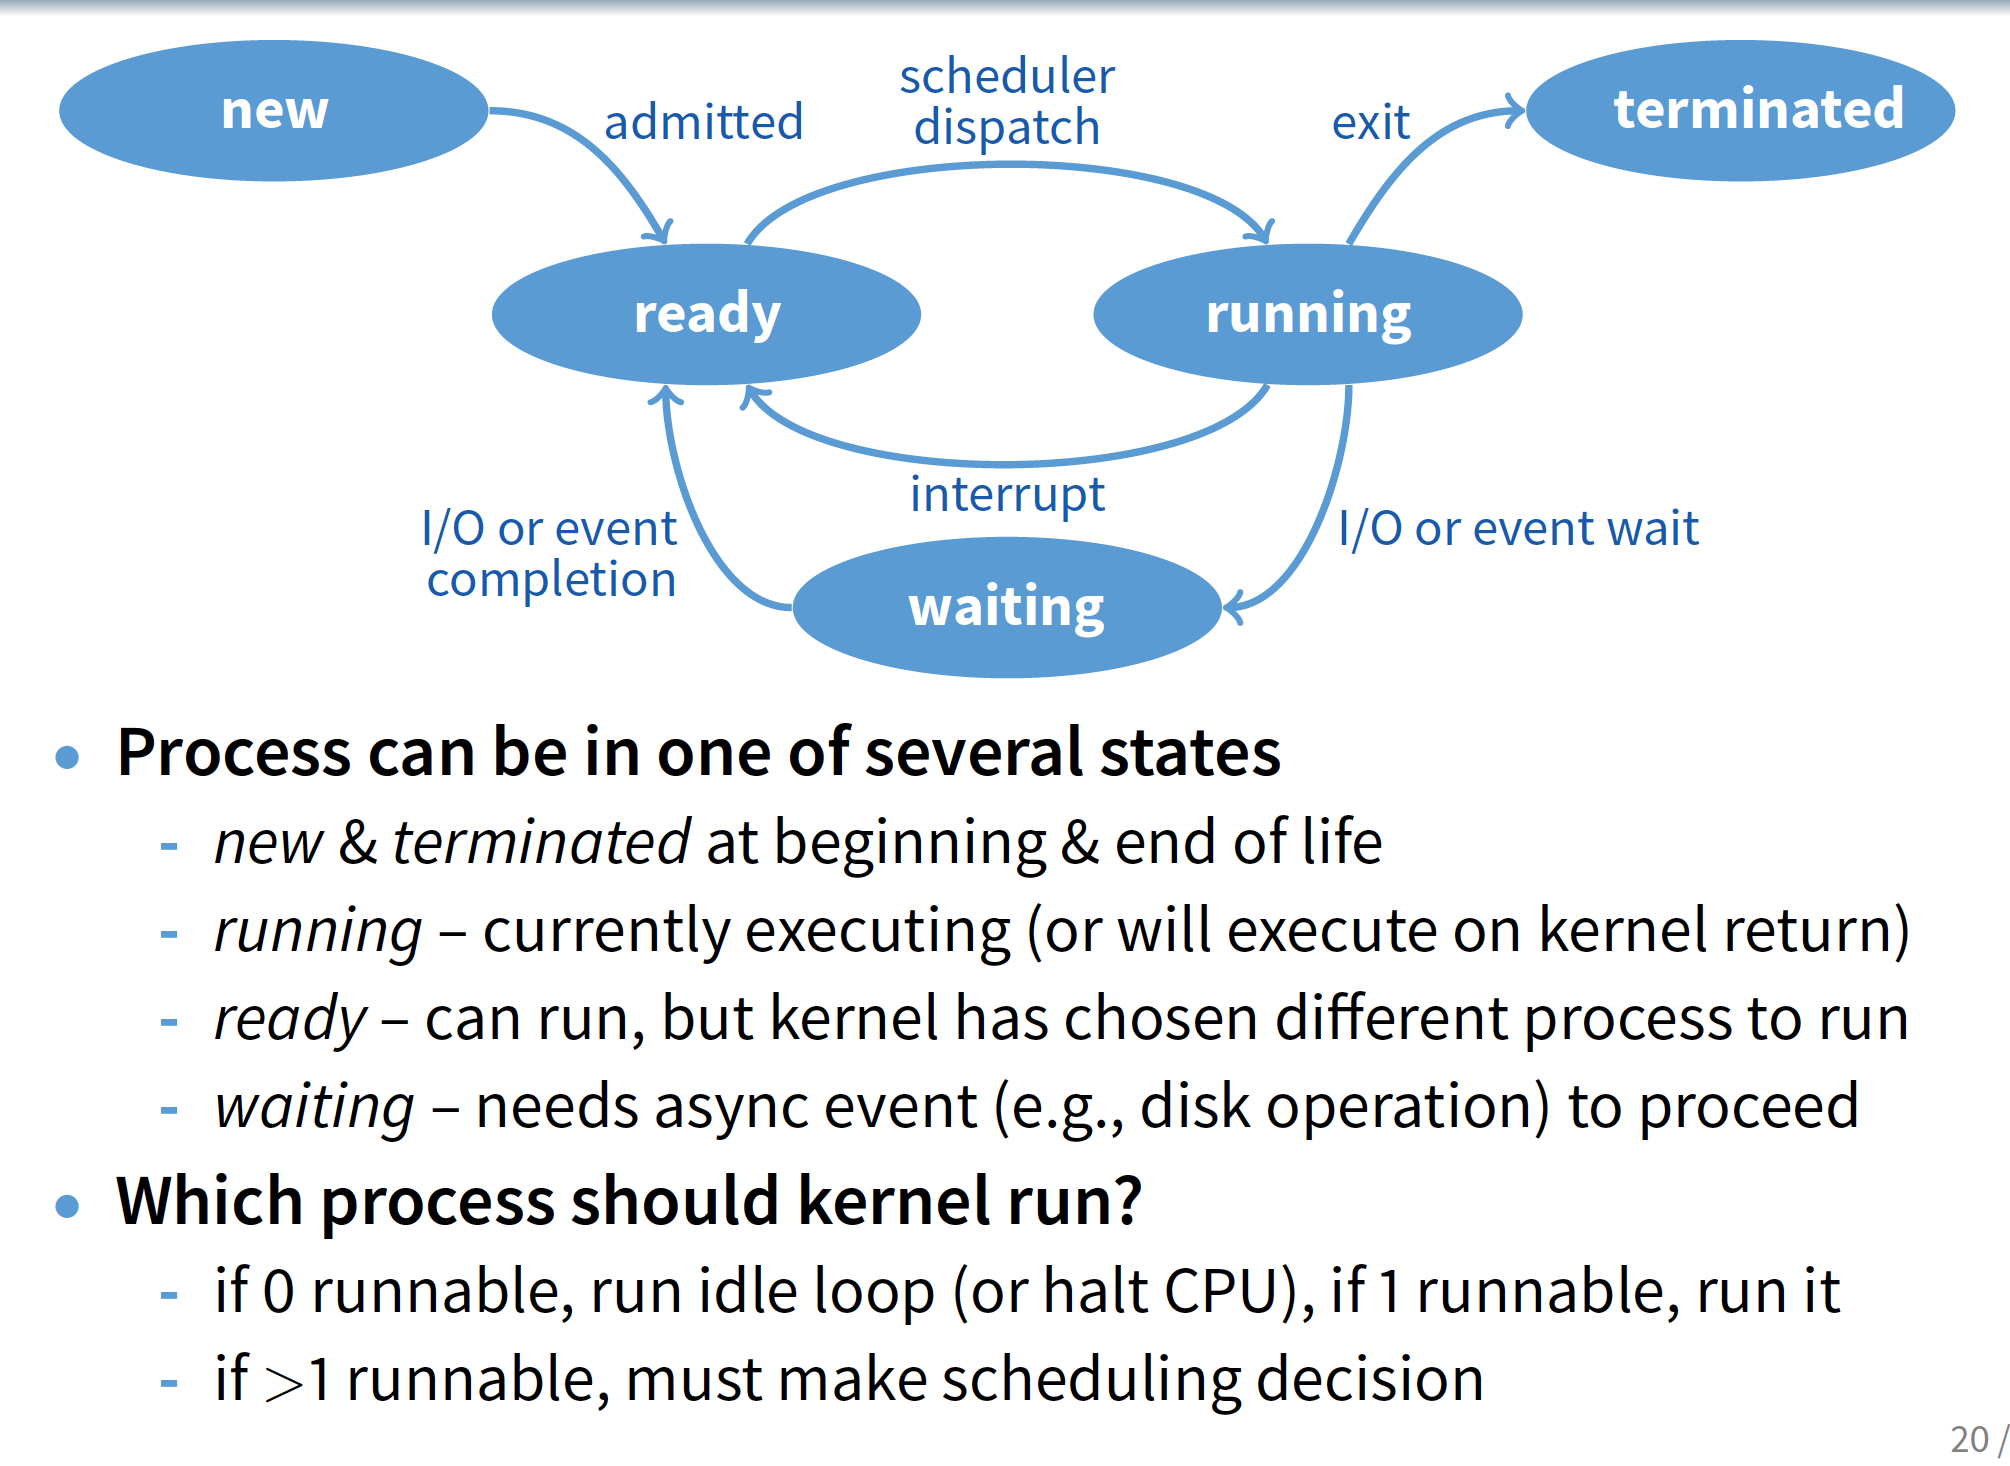 new
admitted
scheduler
dispatch
exit
terminated
ready
running
interrupt
I/O or event
completion
I/O or event wait
waiting
• Process can be in one of several states
- new & terminated at beginning & end of life
- running – currently executing (or will execute on kernel return)
- ready – can run, but kernel has chosen different process to run
- waiting – needs async event (e.g., disk operation) to proceed
• Which process should kernel run?
- if 0 runnable, run idle loop (or halt CPU), if 1 runnable, run it
- if >1 runnable, must make scheduling decision
20 /